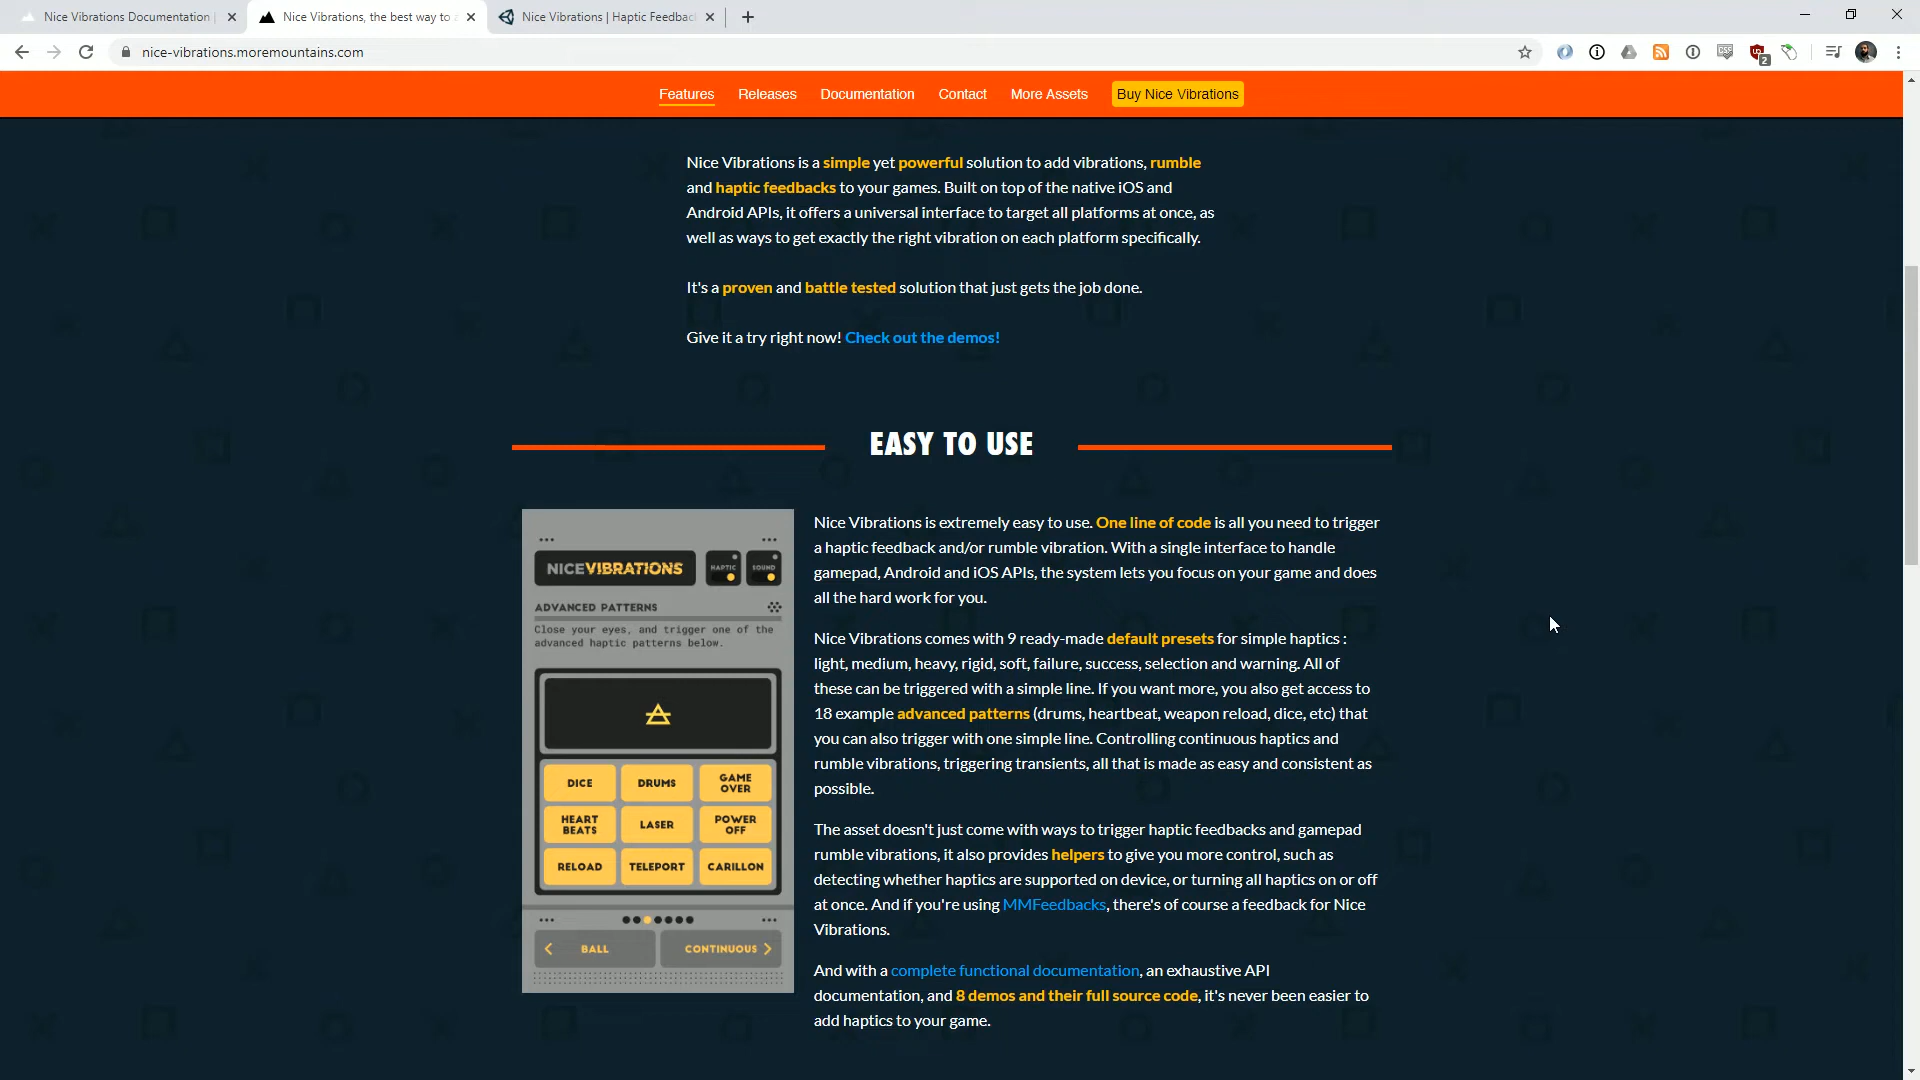 Nice Vibrations Documentation |
Nice Vibrations, the best way to a
Nice Vibrations | Haptic Feedbac
nice-vibrations.moremountains.com
CSS
2
Features
Releases
Documentation
Contact
More Assets
Buy Nice Vibrations
Nice Vibrations is a simple yet powerful solution to add vibrations, rumble
and haptic feedbacks to your games. Built on top of the native iOS and
Android APIs, it offers a universal interface to target all platforms at once, as
well as ways to get exactly the right vibration on each platform specifically.
It's a proven and battle tested solution that just gets the job done.
Give it a try right now! Check out the demos!
EASY TO USE
NICEVIBRATIONS
HAPTIC
SOUND
ADVANCED PATTERNS
Close your eyes, and trigger one of the
advanced haptic patterns below.
DICE
DRUMS
GAME
OVER
HEART
BEATS
LASER
POWER
OFF
RELOAD
TELEPORT
CARILLON
BALL
CONTINUOUS
Nice Vibrations is extremely easy to use. One line of code is all you need to trigger
a haptic feedback and/or rumble vibration. With a single interface to handle
gamepad, Android and iOS APIs, the system lets you focus on your game and does
all the hard work for you.
Nice Vibrations comes with 9 ready-made default presets for simple haptics :
light, medium, heavy, rigid, soft, failure, success, selection and warning. All of
these can be triggered with a simple line. If you want more, you also get access to
18 example advanced patterns (drums, heartbeat, weapon reload, dice, etc) that
you can also trigger with one simple line. Controlling continuous haptics and
rumble vibrations, triggering transients, all that is made as easy and consistent as
possible.
The asset doesn't just come with ways to trigger haptic feedbacks and gamepad
rumble vibrations, it also provides helpers to give you more control, such as
detecting whether haptics are supported on device, or turning all haptics on or off
at once. And if you're using MMFeedbacks, there's of course a feedback for Nice
Vibrations.
And with a complete functional documentation, an exhaustive API
documentation, and 8 demos and their full source code, it's never been easier to
add haptics to your game.